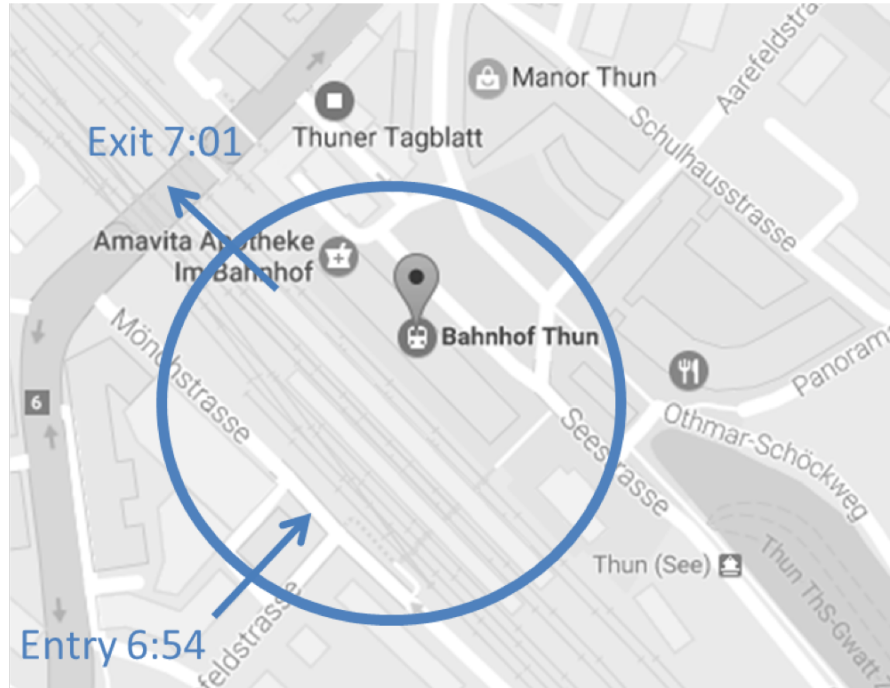 Manor Thun
Aarefeldstra
Thuner Tagblatt
Schulhausstrasse
Exit 7:01
Amavita Apotheke
Im Bahnhof
Bahnhof Thun
Mönchstrasse
6
Panorama
Othmar-Schöckweg
Seestrasse
Thun (See)
Thun ThS-Gwatt Z
Entry 6:54
feldstrasse